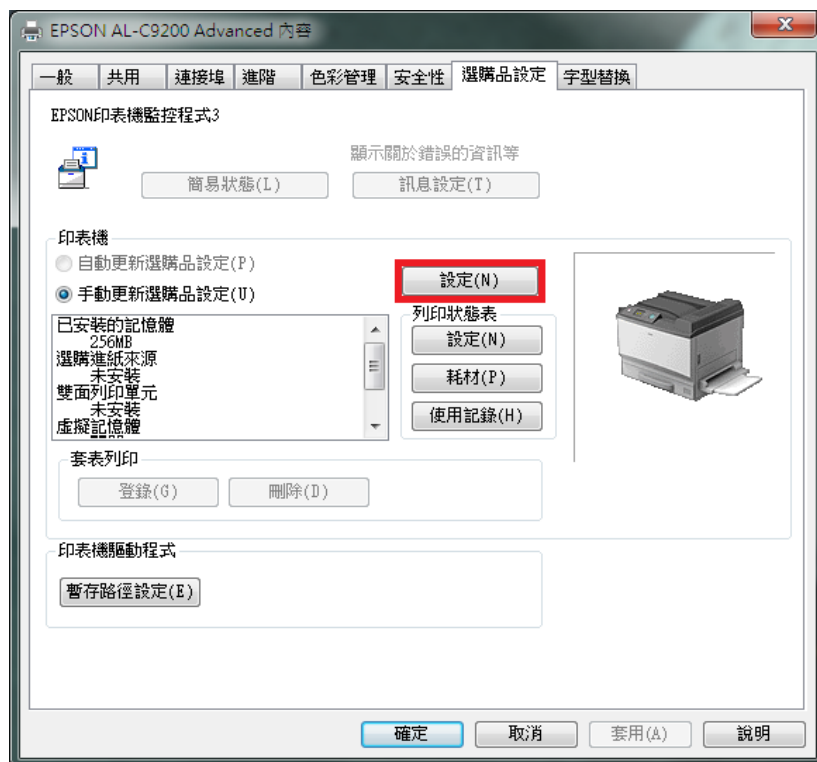 EPSON AL-C9200 Advanced 內容
一般 共用 連接埠 進階 色彩管理 安全性 選購品設定 字型替換
EPSON印表機監控程式3
顯示關於錯誤的資訊等
簡易狀態(L) 訊息設定(T)
印表機
自動更新選購品設定(P)
設定(N)
手動更新選購品設定(U)
列印狀態表
已安裝的記憶體
256MB
設定(N)
選購進紙來源
未安裝
耗材(P)
雙面列印單元
未安裝
使用記錄(H)
虛擬記憶體
套表列印
登錄(G) 刪除(D)
印表機驅動程式
暫存路徑設定(E)
確定 取消 套用(A) 說明